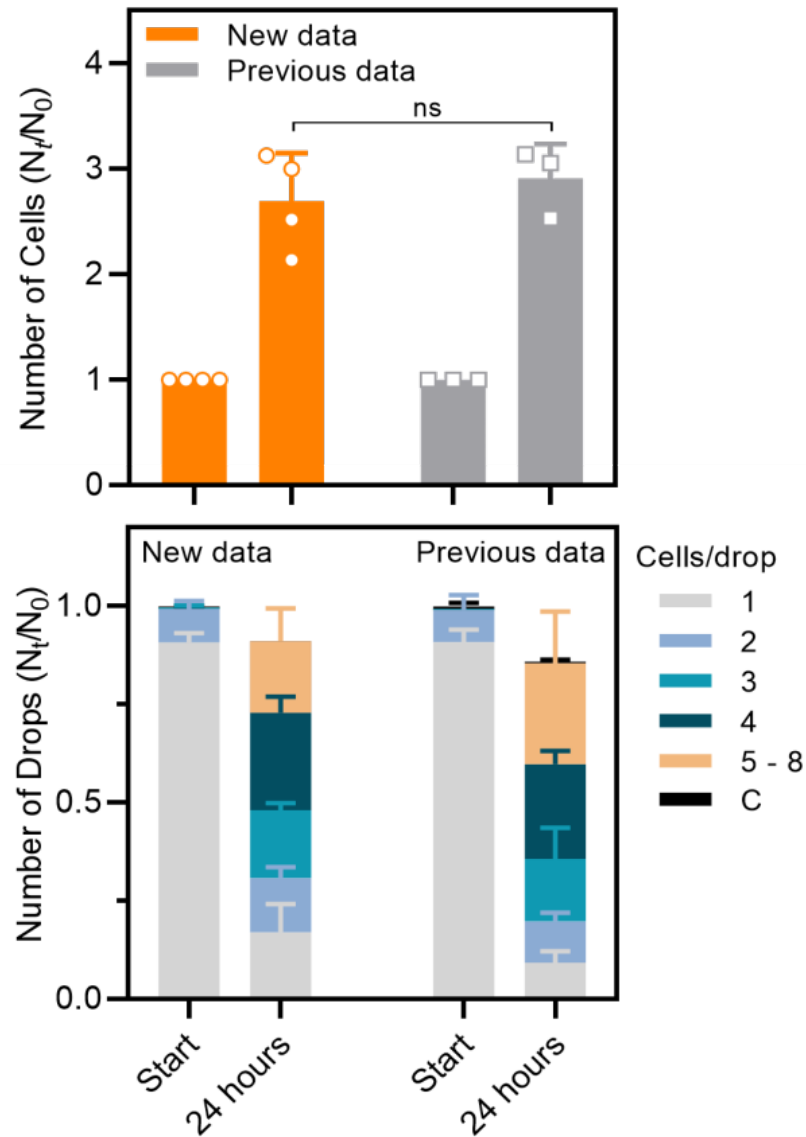 New data
Previous data
ns
Number of Cells (Nt/N0)
4
3
2
1
0
New data
Previous data
Number of Drops (Nt/N0)
1.0
0.5
0.0
Start
24 hours
Start
24 hours
Cells/drop
1
2
3
4
5 - 8
C